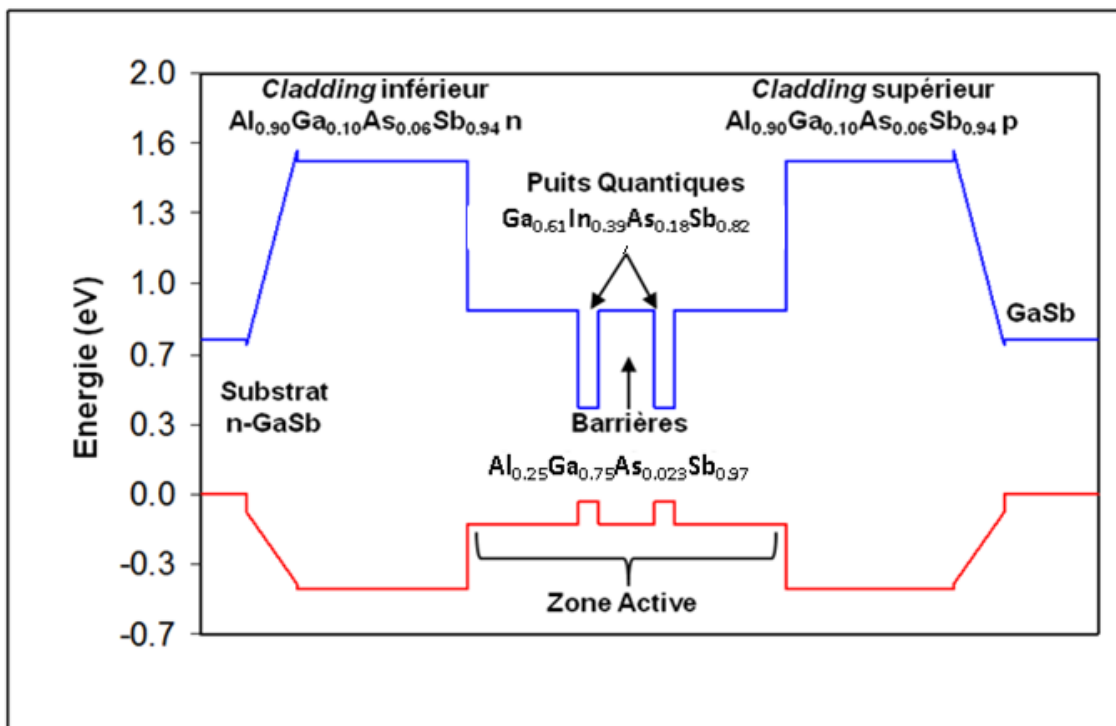 2.0
1.6
1.3
1.0
0.7
0.3
0.0
-0.3
-0.7
Energie (eV)
Cladding inférieur
Al0.90Ga0.10As0.06Sb0.94 n
Cladding supérieur
Al0.90Ga0.10As0.06Sb0.94 p
Puits Quantiques
Ga0.61In0.39As0.18Sb0.82
GaSb
Substrat
n-GaSb
Barrières
Al0.25Ga0.75As0.023Sb0.97
Zone Active